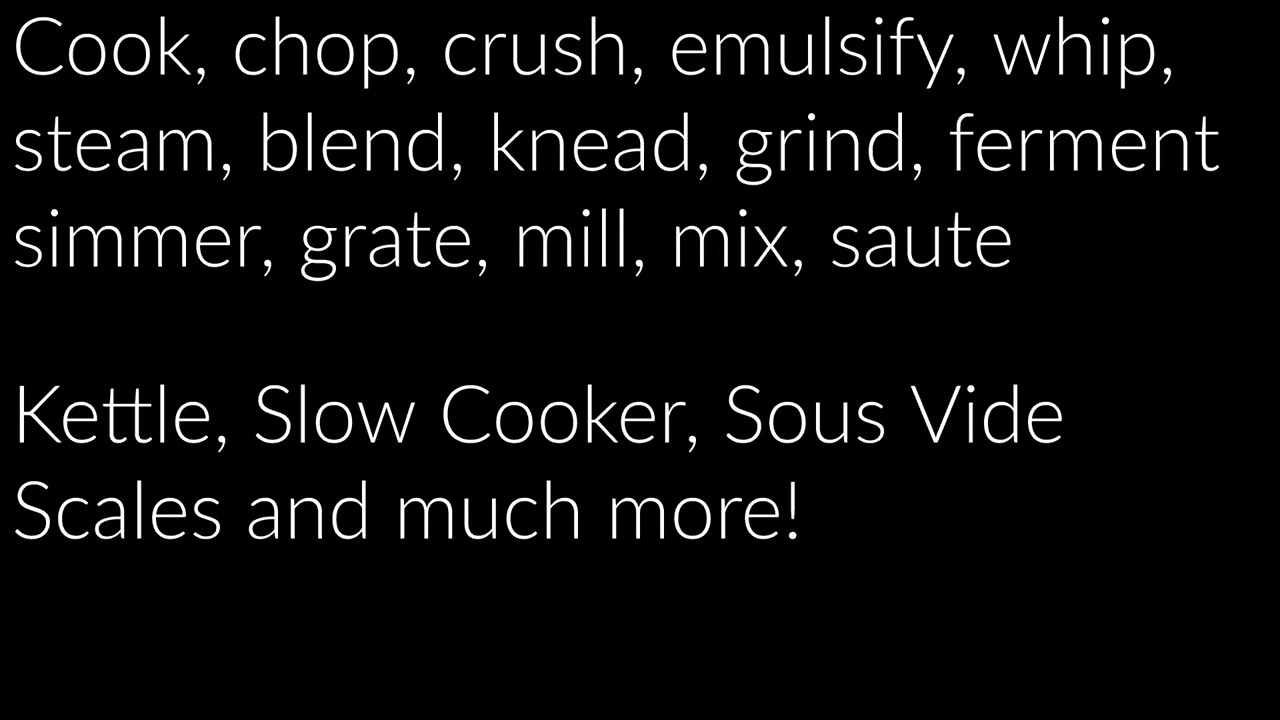 Cook, chop, crush, emulsify, whip,
steam, blend, knead, grind, ferment
simmer, grate, mill, mix, saute
Kettle, Slow Cooker, Sous Vide
Scales and much more!